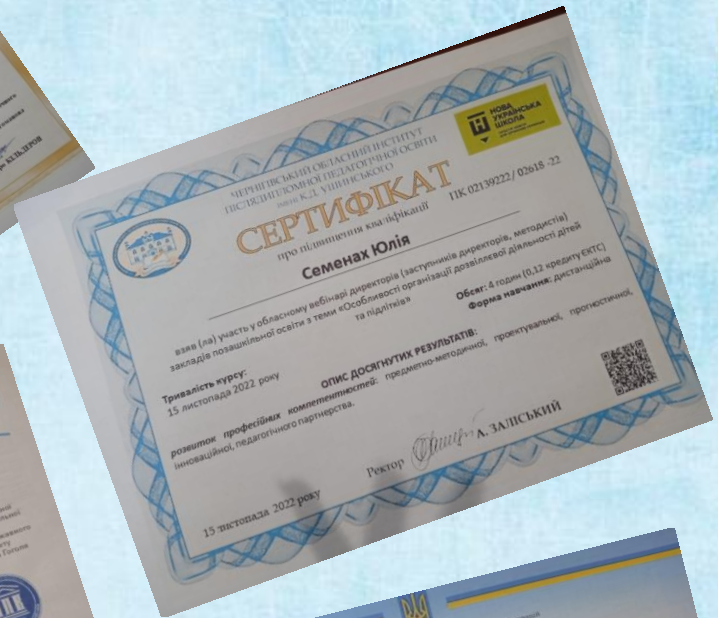 НОВА
УКРАЇНСЬКА
ШКОЛА
ЧЕРНІГІВСЬКИЙ ОБЛАСНИЙ ІНСТИТУТ
ПІСЛЯДИПЛОМНОЇ ПЕДАГОГІЧНОЇ ОСВІТИ
імені К.Д. УШИНСЬКОГО
СЕРТИФІКАТ
про підвищення кваліфікації ПК 02139222/ 02618 -22
Семенах Юлія
взяв (ла) участь у обласному вебінарі директорів (заступників директорів, методистів)
закладів позашкільної освіти з теми «Особливості організації дозвіллєвої діяльності дітей
та підлітків»
Тривалість курсу:
15 листопада 2022 року
Обсяг: 4 годин (0,12 кредиту ЄКТС)
Форма навчання: дистанційна
ОПИС ДОСЯГНУТИХ РЕЗУЛЬТАТІВ:
розвиток професійних компетентностей: предметно-методичної, проектувальної, прогностичної,
інноваційної, педагогічного партнерства.
Ректор А. ЗАЛІСЬКИЙ
15 листопада 2022 року
Гоголя